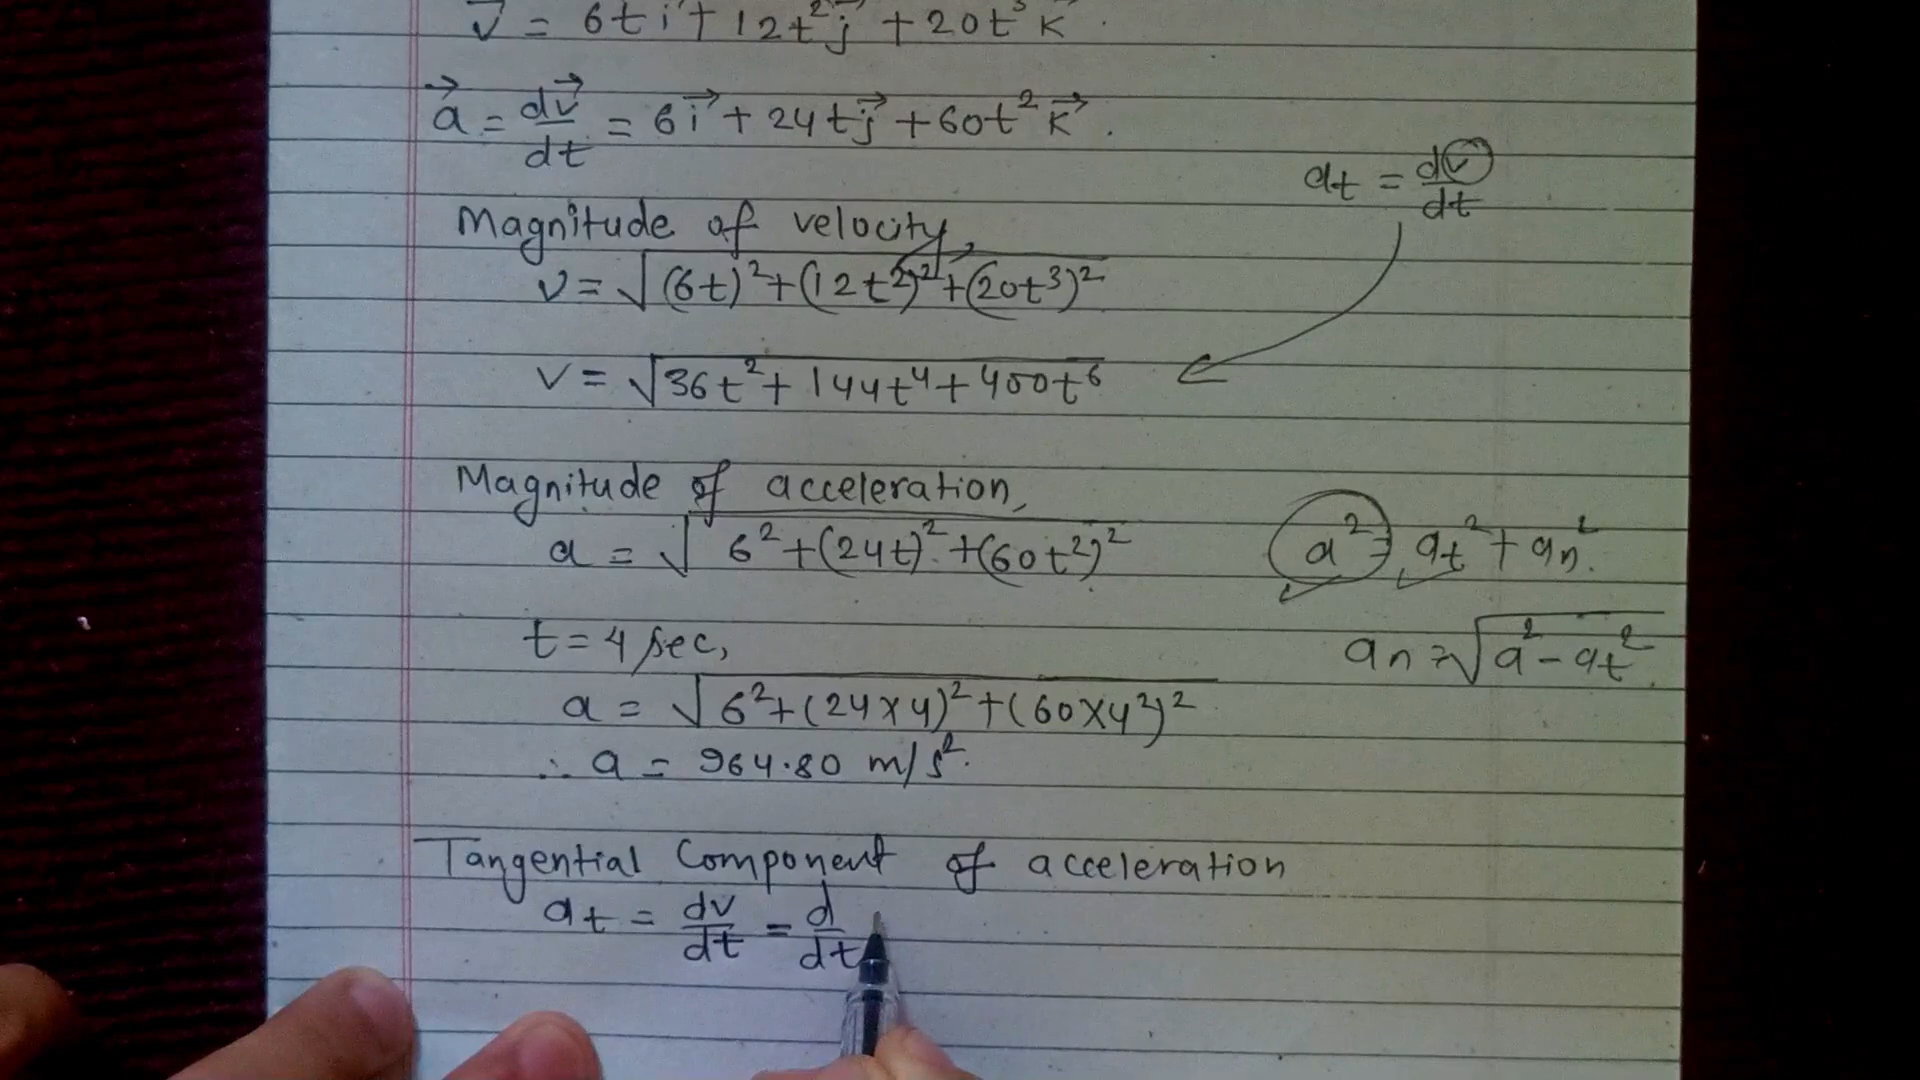 v⃗ = 6t i⃗ + 12t² j⃗ + 20t³ k⃗.
a⃗ = dv⃗/dt = 6i⃗ + 24t j⃗ + 60t² k⃗.
at = dv/dt
Magnitude of velocity,
v = √(6t)² + (12t²)² + (20t³)²
v = √36t² + 144t⁴ + 400t⁶
Magnitude of acceleration,
a = √6² + (24t)² + (60t²)²
a² = at² + an².
t = 4 sec,
an = √a² - at²
a = √6² + (24×4)² + (60×4²)²
∴ a = 964.80 m/s².
Tangential Component of acceleration
at = dv/dt = d/dt